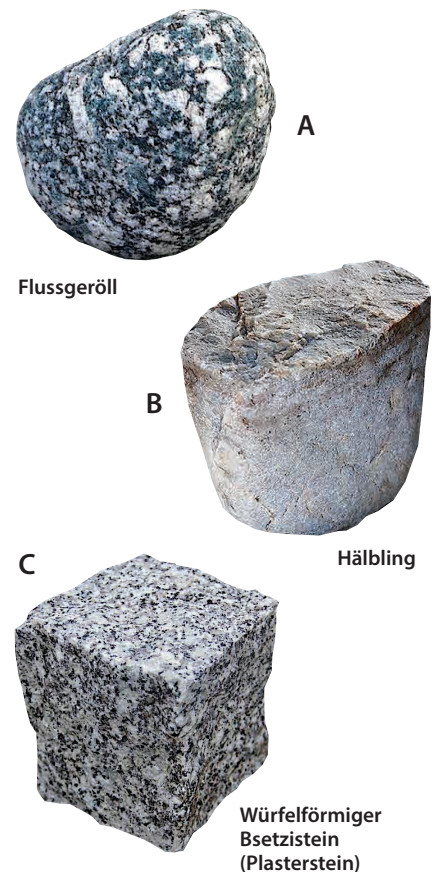 A
Flussgeröll
B
Hälbling
C
Würfelförmiger
Bsetzistein
(Plasterstein)